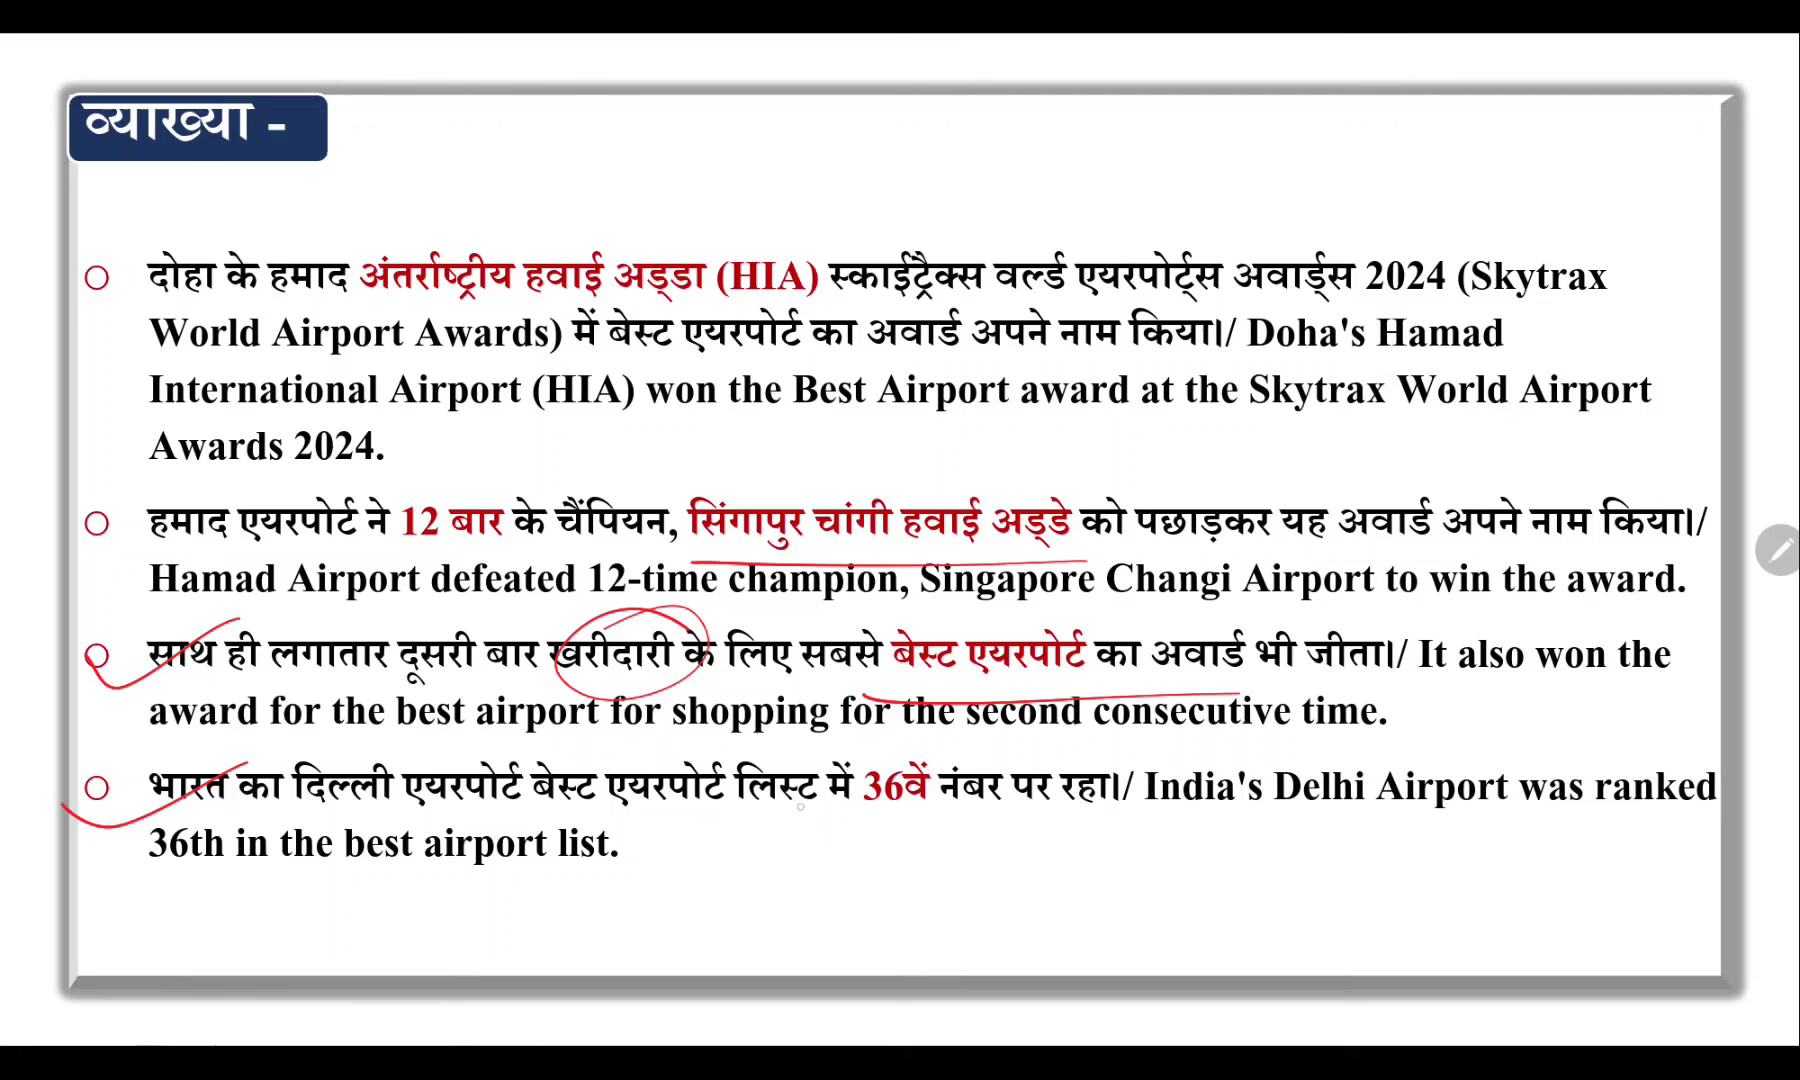 व्याख्या -
दोहा के हमाद अंतर्राष्ट्रीय हवाई अड्डा (HIA) स्काईट्रैक्स वर्ल्ड एयरपोर्ट्स अवार्ड्स 2024 (Skytrax
World Airport Awards) में बेस्ट एयरपोर्ट का अवार्ड अपने नाम किया।/ Doha's Hamad
International Airport (HIA) won the Best Airport award at the Skytrax World Airport
Awards 2024.
हमाद एयरपोर्ट ने 12 बार के चैंपियन, सिंगापुर चांगी हवाई अड्डे को पछाड़कर यह अवार्ड अपने नाम किया।/
Hamad Airport defeated 12-time champion, Singapore Changi Airport to win the award.
साथ ही लगातार दूसरी बार खरीदारी के लिए सबसे बेस्ट एयरपोर्ट का अवार्ड भी जीता।/ It also won the
award for the best airport for shopping for the second consecutive time.
भारत का दिल्ली एयरपोर्ट बेस्ट एयरपोर्ट लिस्ट में 36वें नंबर पर रहा।/ India's Delhi Airport was ranked
36th in the best airport list.